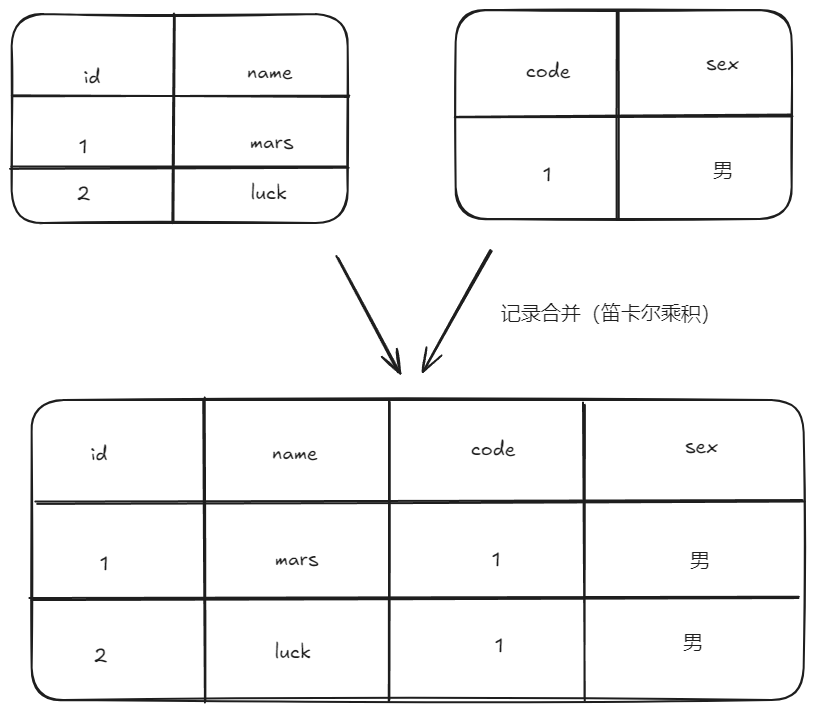 id name
1 mars
2 luck
code sex
1 男
记录合并（笛卡尔乘积）
id name code sex
1 mars 1 男
2 luck 1 男